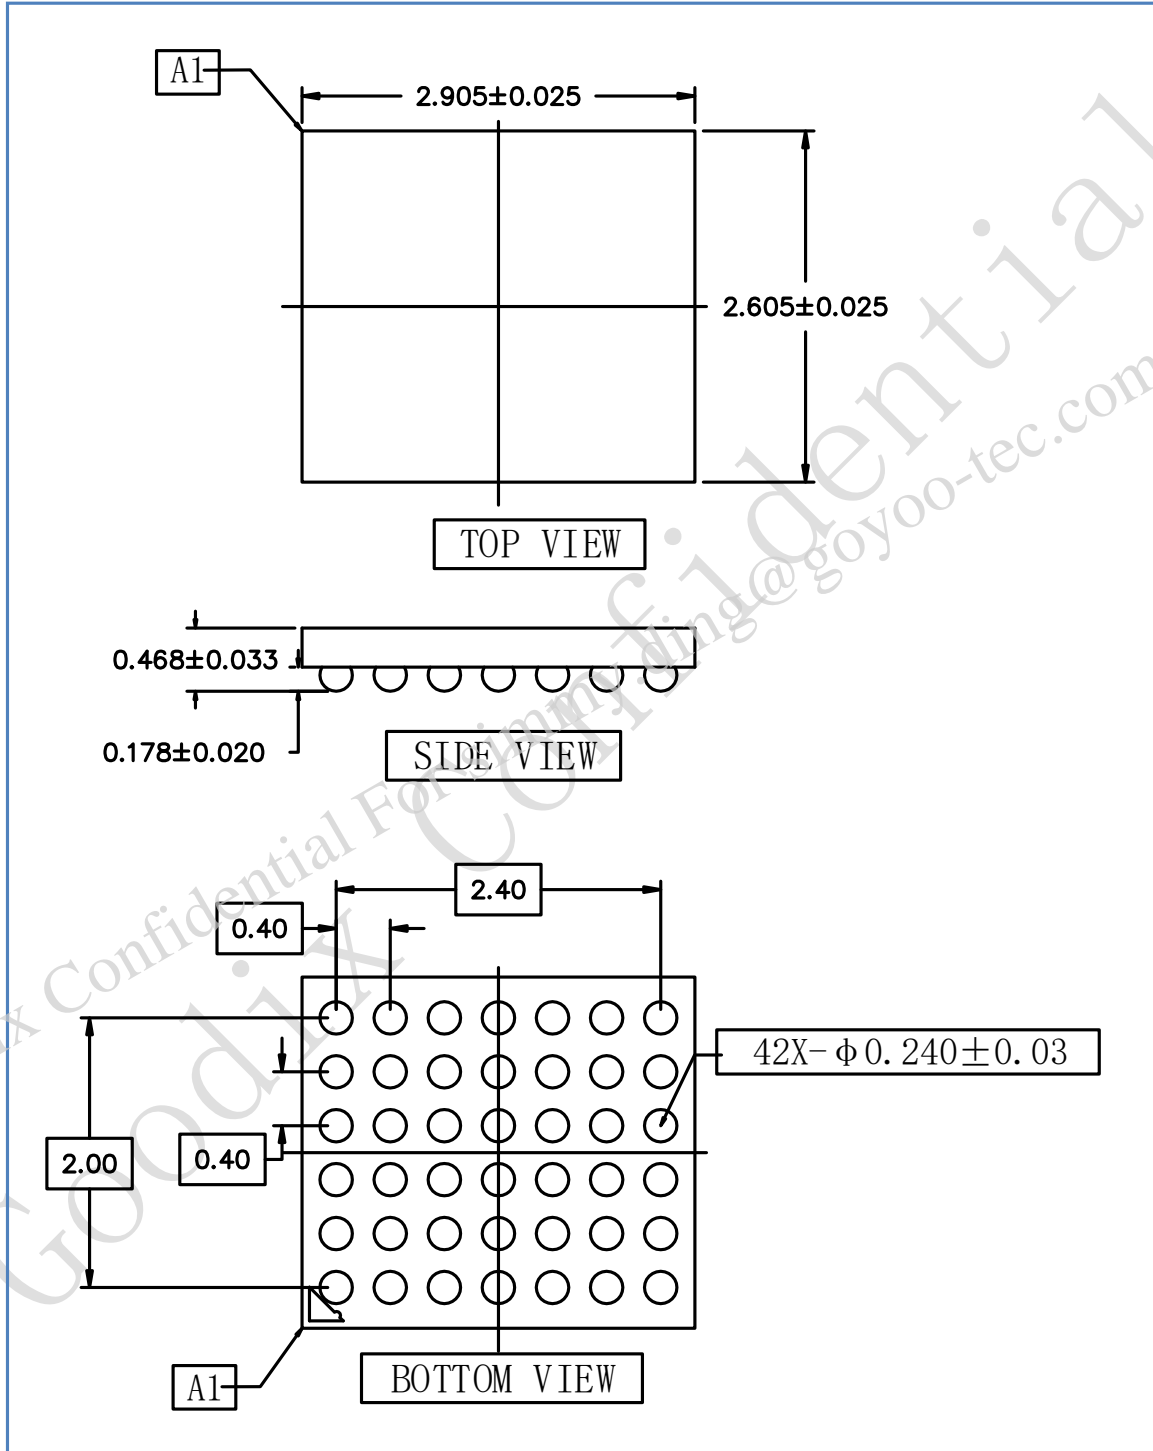 A1
2.905±0.025
2.605±0.025
TOP VIEW
0.468±0.033
0.178±0.020
SIDE VIEW
2.40
0.40
42X-ϕ0.240±0.03
2.00
0.40
A1
BOTTOM VIEW
Goodix Confidential
x Confidential For simmy.ding@goyoo-tec.com